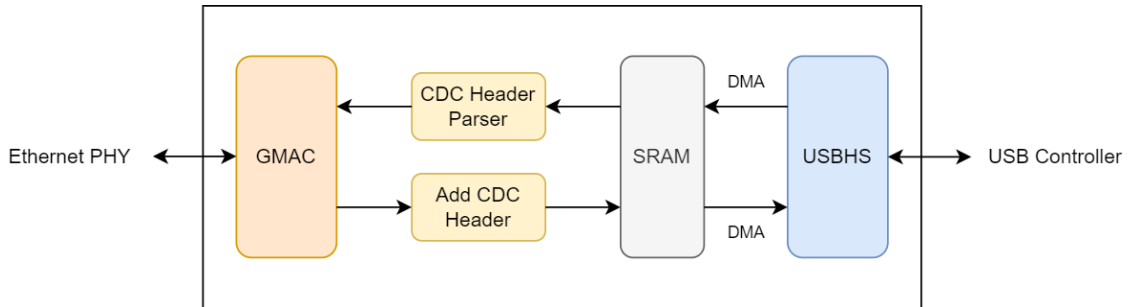 Ethernet PHY
GMAC
CDC Header
Parser
Add CDC
Header
SRAM
DMA
DMA
USBHS
USB Controller